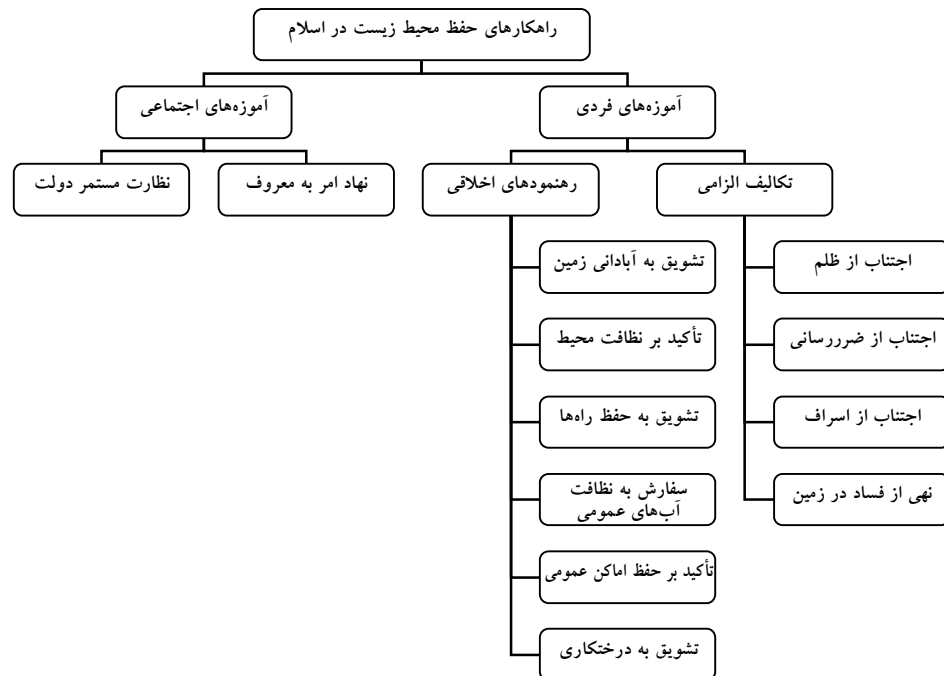 راهکارهای حفظ محیط زیست در اسلام
آموزه‌های فردی
آموزه‌های اجتماعی
تکالیف الزامی
رهنمودهای اخلاقی
نهاد امر به معروف
نظارت مستمر دولت
اجتناب از ظلم
اجتناب از ضرررسانی
اجتناب از اسراف
نهی از فساد در زمین
تشویق به آبادانی زمین
تأکید بر نظافت محیط
تشویق به حفظ راه‌ها
سفارش به نظافت
آب‌های عمومی
تأکید بر حفظ اماکن عمومی
تشویق به درختکاری